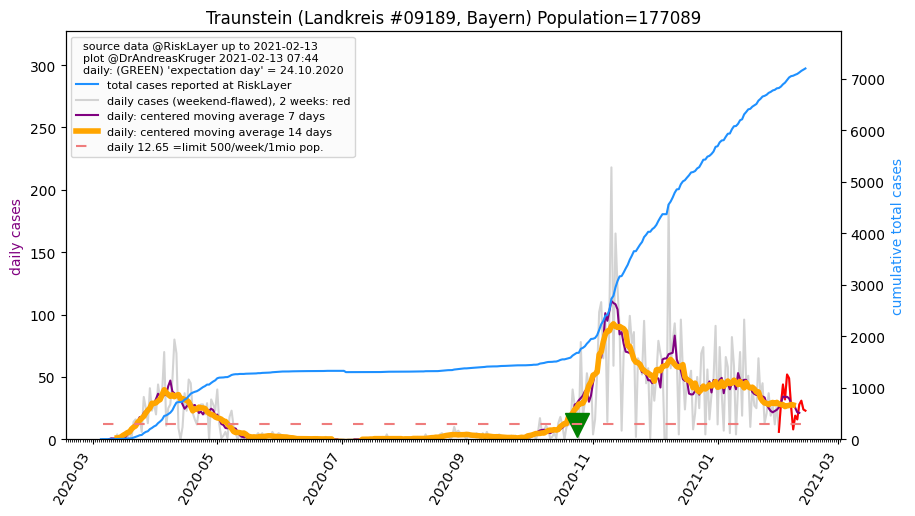 Traunstein (Landkreis #09189, Bayern) Population=177089
source data @RiskLayer up to 2021-02-13
plot @DrAndreasKruger 2021-02-13 07:44
daily: (GREEN) 'expectation day' = 24.10.2020
total cases reported at RiskLayer
daily cases (weekend-flawed), 2 weeks: red
daily: centered moving average 7 days
daily: centered moving average 14 days
daily 12.65 =limit 500/week/1mio pop.
daily cases
300
250
200
150
100
50
0
7000
6000
5000
4000
3000
2000
1000
0
cumulative total cases
2020-03
2020-05
2020-07
2020-09
2020-11
2021-01
2021-03